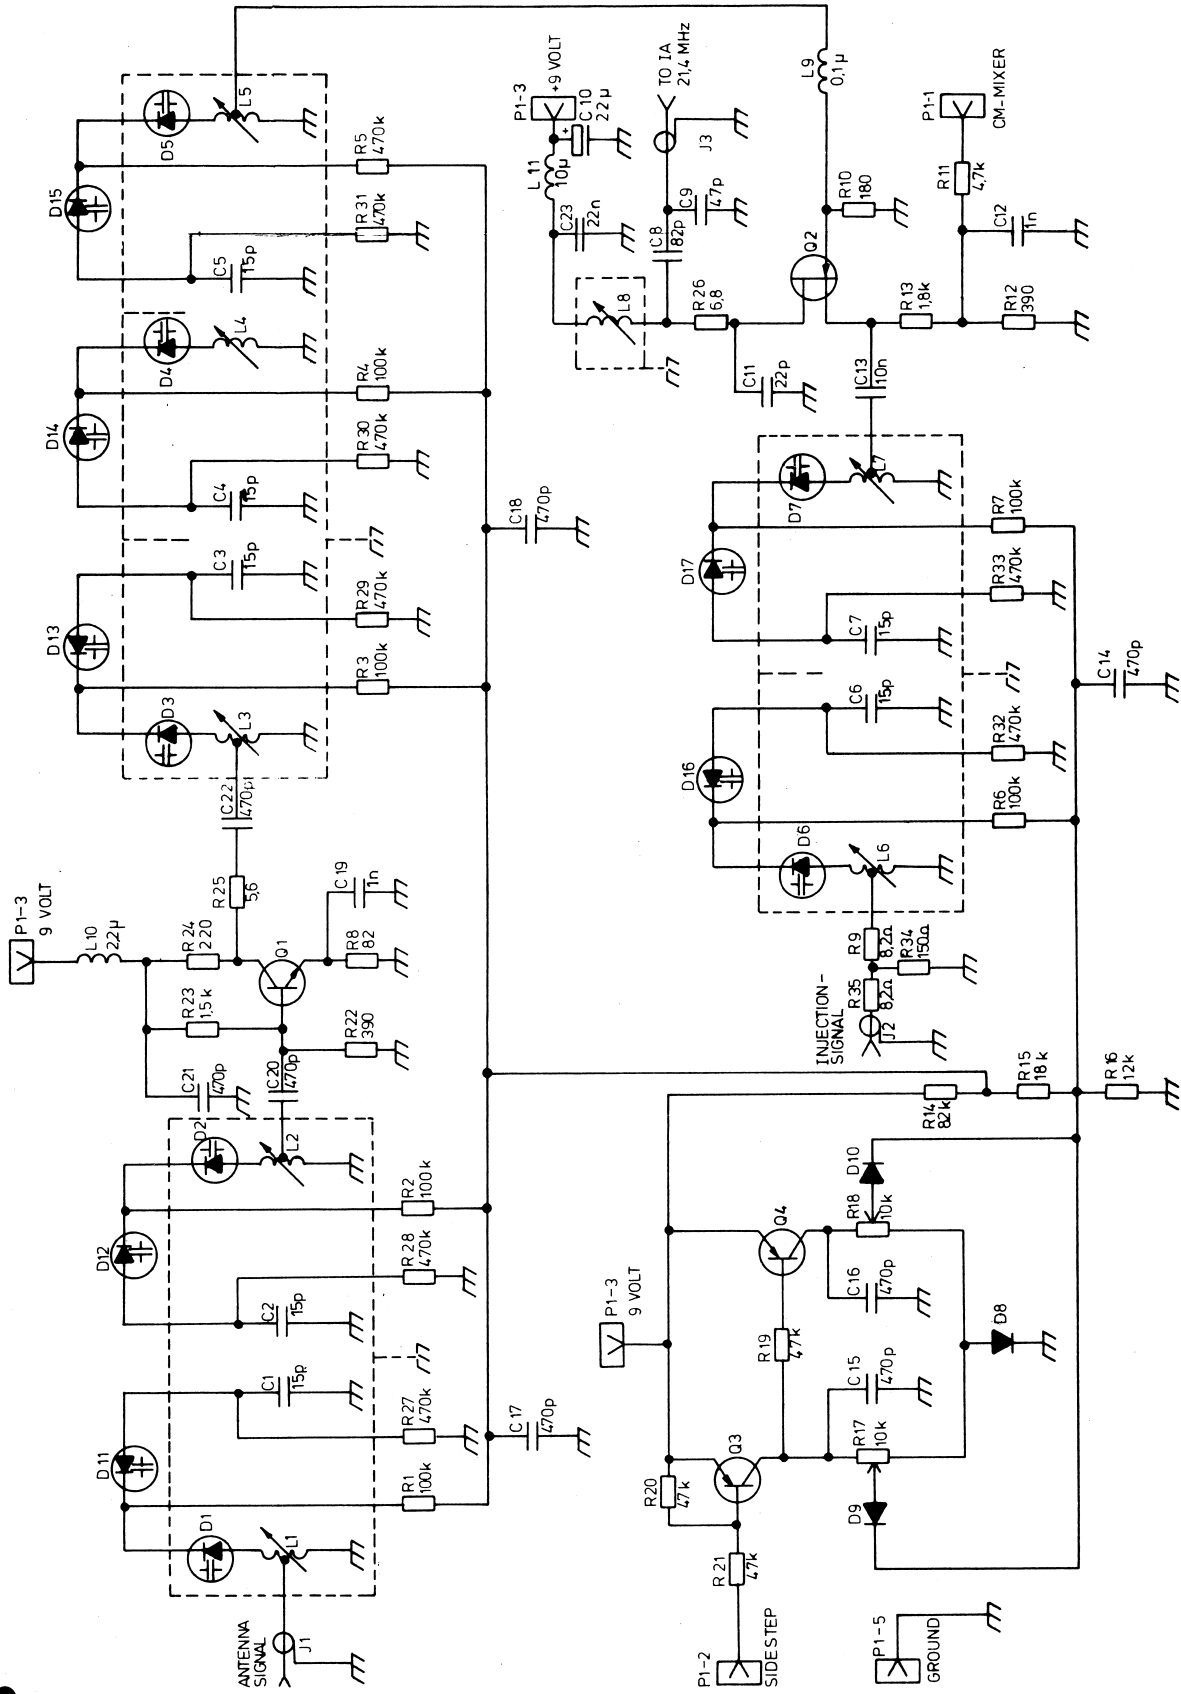 P1-3
9 VOLT
L10
2,2µ
R23
1,5k
R24
220
C21
470p
C20
470p
Q1
R22
390
R8
82
C19
1n
R25
5,6
C22
470p
D15
D5
L5
R5
470k
R31
470k
C5
15p
D14
D4
L4
R4
100k
R30
470k
C4
15p
D13
D3
L3
C3
15p
R29
470k
R3
100k
C18
470p
P1-3
+9 VOLT
L11
10µ
+
C10
22µ
C23
22n
L8
TO IA
21,4 MHz
J3
C9
47p
C8
82p
R26
6,8
C11
22p
L9
0,1µ
R10
180
Q2
P1-1
CM-MIXER
R11
4,7k
C12
1n
R13
1,8k
R12
390
C13
10n
D17
D7
L7
R7
100k
R33
470k
C7
15p
D16
D6
L6
C6
15p
R32
470k
R6
100k
C14
470p
R9
8,2Ω
R34
150Ω
R35
8,2Ω
J2
INJECTION-
SIGNAL
R14
82k
R15
18k
R16
12k
D12
D2
L2
R2
100k
R28
470k
C2
15p
D11
D1
L1
C1
15p
R27
470k
R1
100k
C17
470p
ANTENNA
SIGNAL
J1
P1-3
9 VOLT
Q4
R19
47k
C16
470p
R18
10k
D10
D8
Q3
R20
47k
R21
47k
C15
470p
R17
10k
D9
P1-2
SIDESTEP
P1-5
GROUND